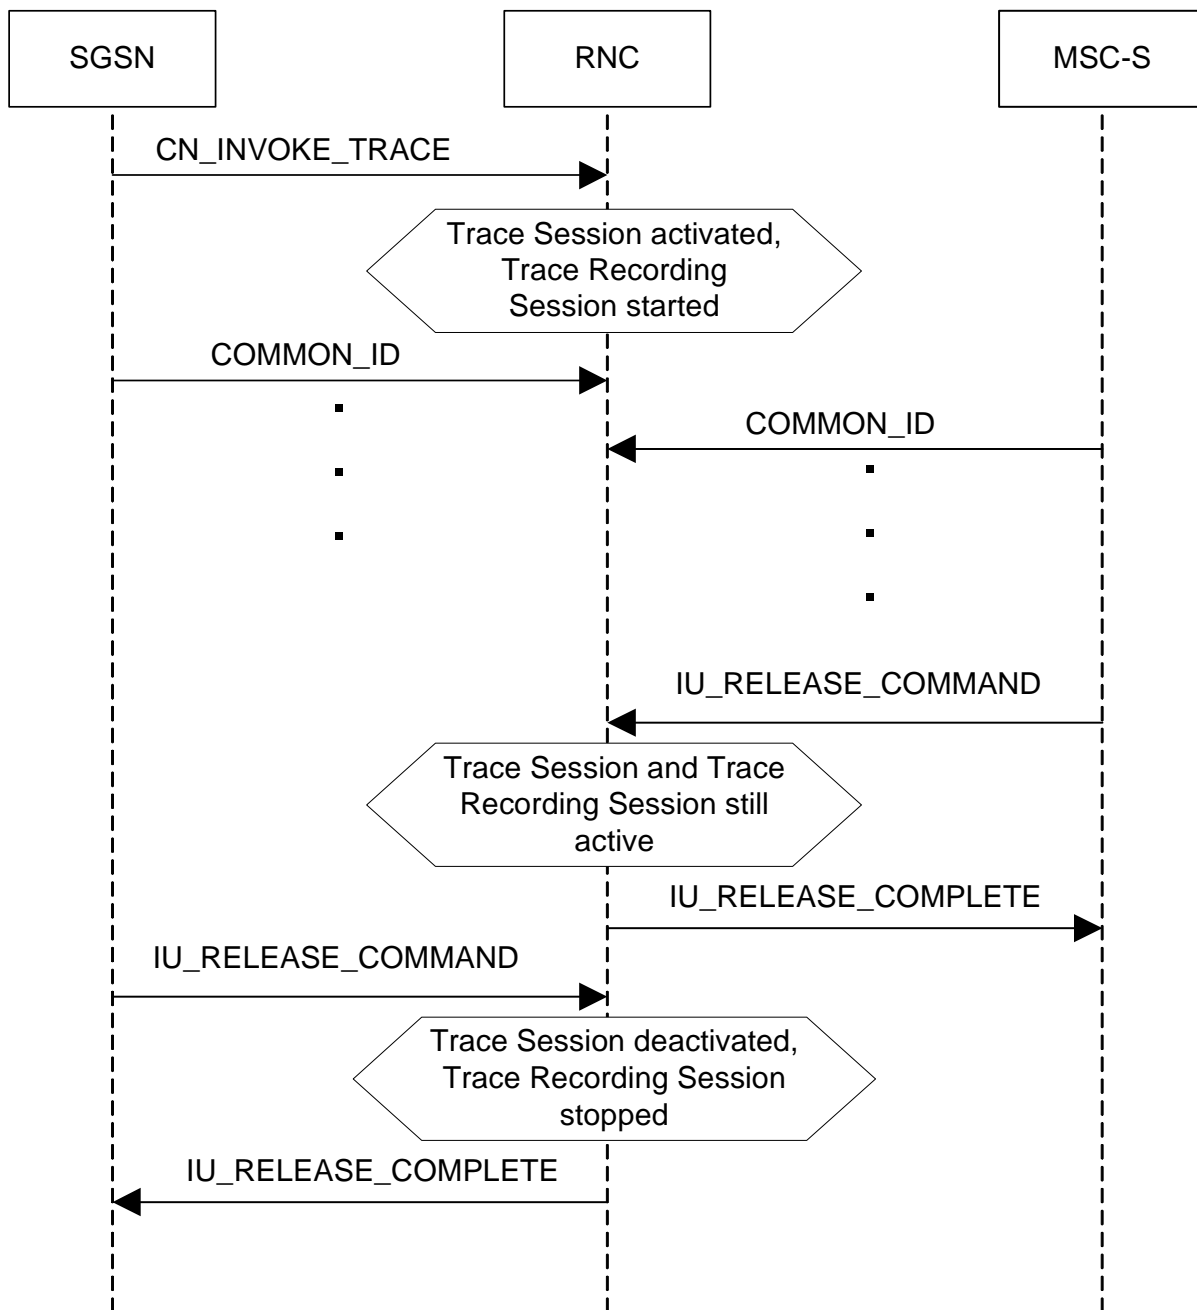 SGSN
RNC
MSC-S
CN_INVOKE_TRACE
Trace Session activated,
Trace Recording
Session started
COMMON_ID
COMMON_ID
IU_RELEASE_COMMAND
Trace Session and Trace
Recording Session still
active
IU_RELEASE_COMPLETE
IU_RELEASE_COMMAND
Trace Session deactivated,
Trace Recording Session
stopped
IU_RELEASE_COMPLETE